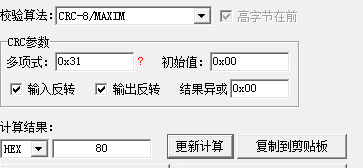 校验算法: CRC-8/MAXIM 高字节在前
CRC参数
多项式: 0x31 ? 初始值: 0x00
输入反转 输出反转 结果异或 0x00
计算结果:
HEX 80 更新计算 复制到剪贴板